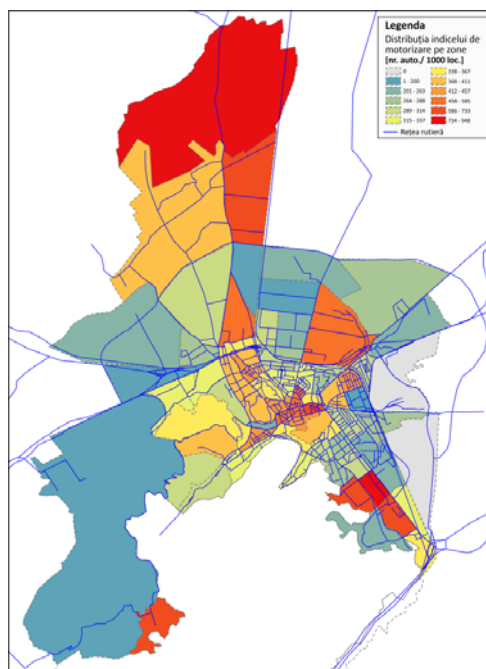 Legenda
Distribuția indicelui de
motorizare pe zone
[nr. auto./ 1000 loc.]
0
1 - 200
201 - 263
264 - 288
289 - 314
315 - 337
338 - 367
368 - 411
412 - 457
458 - 585
586 - 733
734 - 948
Rețea rutieră